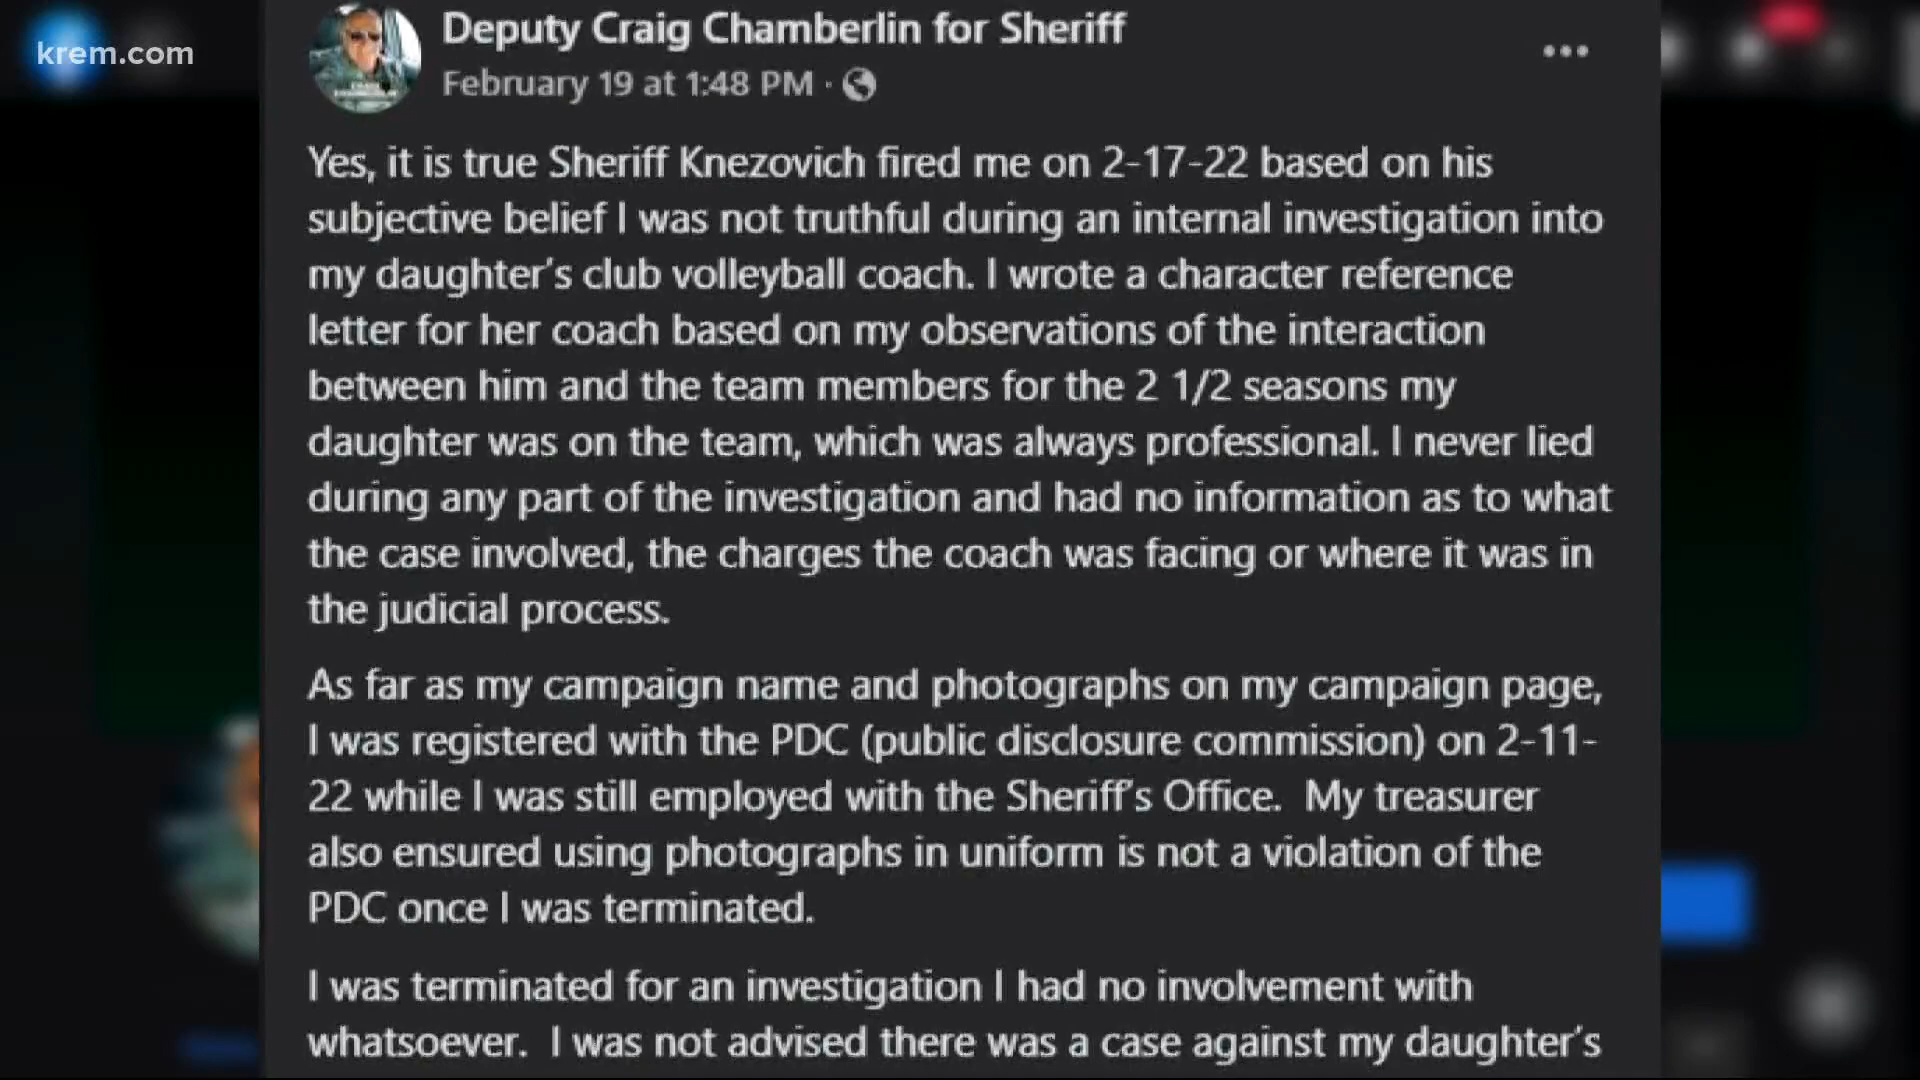 krem.com
Deputy Craig Chamberlin for Sheriff
February 19 at 1:48 PM ·
Yes, it is true Sheriff Knezovich fired me on 2-17-22 based on his
subjective belief I was not truthful during an internal investigation into
my daughter's club volleyball coach. I wrote a character reference
letter for her coach based on my observations of the interaction
between him and the team members for the 2 1/2 seasons my
daughter was on the team, which was always professional. I never lied
during any part of the investigation and had no information as to what
the case involved, the charges the coach was facing or where it was in
the judicial process.
As far as my campaign name and photographs on my campaign page,
I was registered with the PDC (public disclosure commission) on 2-11-
22 while I was still employed with the Sheriff's Office.  My treasurer
also ensured using photographs in uniform is not a violation of the
PDC once I was terminated.
I was terminated for an investigation I had no involvement with
whatsoever.  I was not advised there was a case against my daughter's